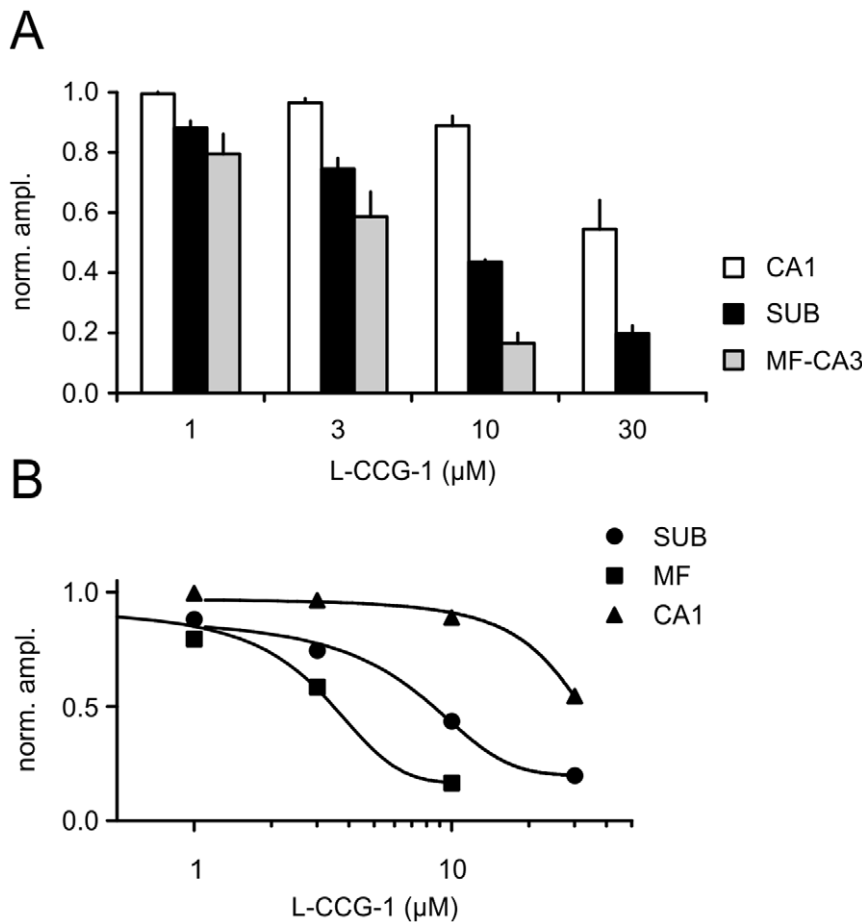 A
1.0
0.8
0.6
0.4
0.2
0.0
norm. ampl.
1 3 10 30
L-CCG-1 (µM)
CA1
SUB
MF-CA3
B
SUB
MF
CA1
1.0
0.5
0.0
norm. ampl.
1 10
L-CCG-1 (µM)